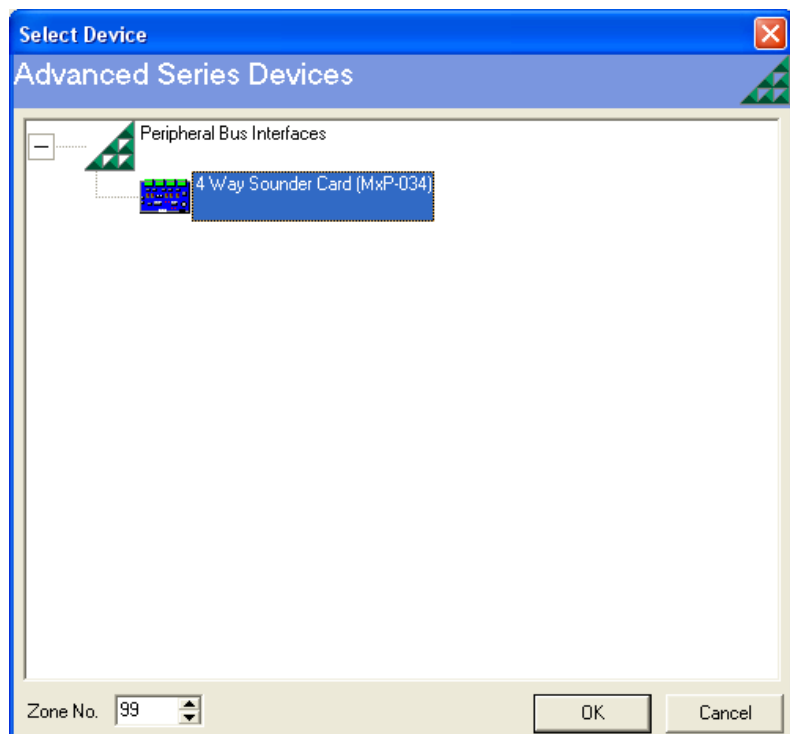 Select Device
Advanced Series Devices
Peripheral Bus Interfaces
4 Way Sounder Card (MxP-034)
Zone No. 99
OK Cancel